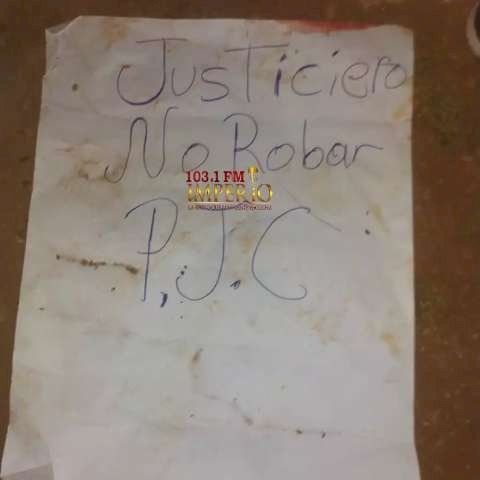 JusTiciero
No Robar
103.1 FM
IMPERIO
P.J.C